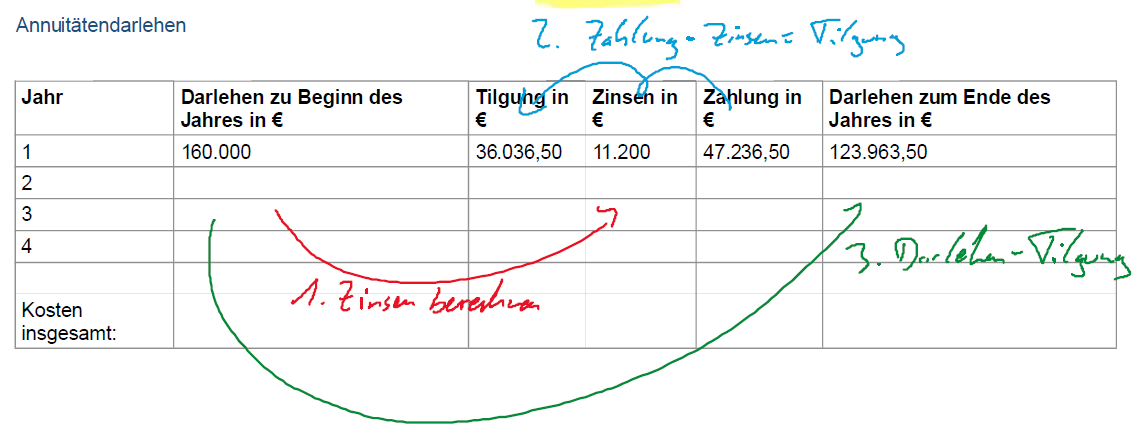 Annuitätendarlehen
2. Zahlung - Zinsen = Tilgung
Jahr Darlehen zu Beginn des Jahres in € Tilgung in € Zinsen in € Zahlung in € Darlehen zum Ende des Jahres in €
1 160.000 36.036,50 11.200 47.236,50 123.963,50
2
3
4
3. Darlehen - Tilgung
1. Zinsen berechnen
Kosten
insgesamt: